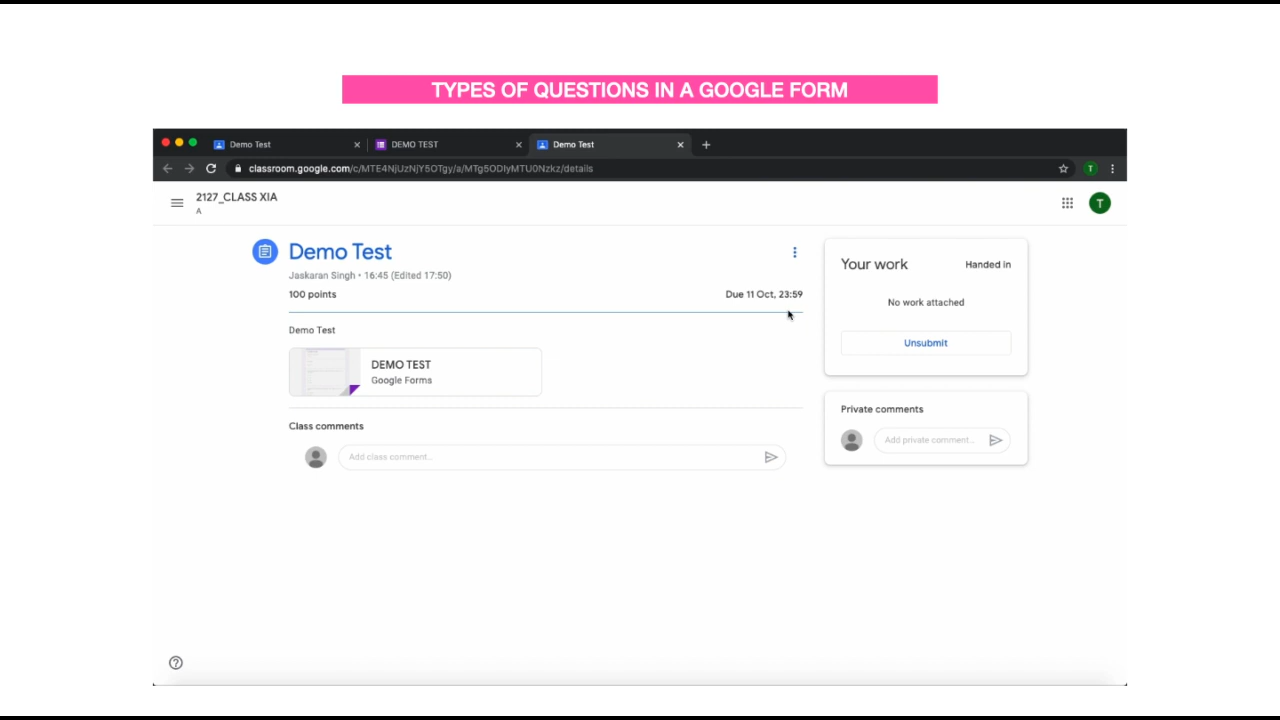 TYPES OF QUESTIONS IN A GOOGLE FORM
Demo Test
DEMO TEST
Demo Test
classroom.google.com/c/MTE4NjUzNjY5OTgy/a/MTg5ODIyMTU0Nzkz/details
T
2127_CLASS XIA
A
T
Demo Test
Jaskaran Singh • 16:45 (Edited 17:50)
100 points
Due 11 Oct, 23:59
Demo Test
DEMO TEST
Google Forms
Class comments
Add class comment...
Your work
Handed in
No work attached
Unsubmit
Private comments
Add private comment...